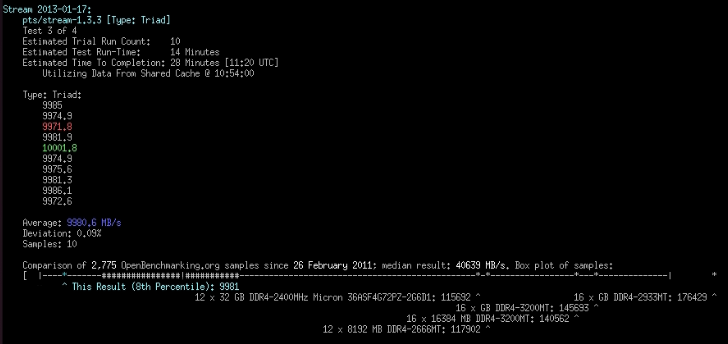 Stream 2013-01-17:
pts/stream-1.3.3 [Type: Triad]
Test 3 of 4
Estimated Trial Run Count: 10
Estimated Test Run-Time: 14 Minutes
Estimated Time To Completion: 28 Minutes [11:20 UTC]
Utilizing Data From Shared Cache @ 10:54:00
Type: Triad:
9985
9974.9
9971.8
9981.9
10001.8
9974.9
9975.6
9981.3
9986.1
9972.6
Average: 9980.6 MB/s
Deviation: 0.09%
Samples: 10
Comparison of 2,775 OpenBenchmarking.org samples since 26 February 2011; median result: 40639 MB/s. Box plot of samples:
[ |----*-------################!###########------------------------------------------------*-*------------------*---*--------------| *
^ This Result (8th Percentile): 9981
12 x 32 GB DDR4-2400MHz Micron 36ASF4G72PZ-2G6D1: 115692 ^ 16 x GB DDR4-2933MT: 176429 ^
16 x GB DDR4-3200MT: 145693 ^
16 x 16384 MB DDR4-3200MT: 140562 ^
12 x 8192 MB DDR4-2666MT: 117902 ^